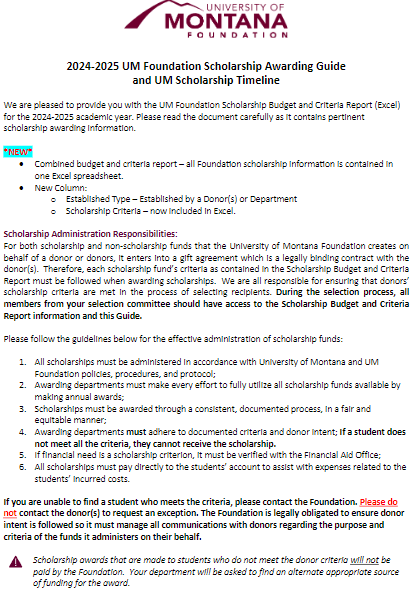 UNIVERSITY OF
MONTANA
FOUNDATION
2024-2025 UM Foundation Scholarship Awarding Guide
and UM Scholarship Timeline
We are pleased to provide you with the UM Foundation Scholarship Budget and Criteria Report (Excel)
for the 2024-2025 academic year. Please read the document carefully as it contains pertinent
scholarship awarding information.
*NEW*
• Combined budget and criteria report – all Foundation scholarship information is contained in
one Excel spreadsheet.
• New Column:
o Established Type – Established by a Donor(s) or Department
o Scholarship Criteria – now included in Excel.
Scholarship Administration Responsibilities:
For both scholarship and non-scholarship funds that the University of Montana Foundation creates on
behalf of a donor or donors, it enters into a gift agreement which is a legally binding contract with the
donor(s). Therefore, each scholarship fund's criteria as contained in the Scholarship Budget and Criteria
Report must be followed when awarding scholarships. We are all responsible for ensuring that donors'
scholarship criteria are met in the process of selecting recipients. During the selection process, all
members from your selection committee should have access to the Scholarship Budget and Criteria
Report information and this Guide.
Please follow the guidelines below for the effective administration of scholarship funds:
1. All scholarships must be administered in accordance with University of Montana and UM
Foundation policies, procedures, and protocol;
2. Awarding departments must make every effort to fully utilize all scholarship funds available by
making annual awards;
3. Scholarships must be awarded through a consistent, documented process, in a fair and
equitable manner;
4. Awarding departments must adhere to documented criteria and donor intent; If a student does
not meet all the criteria, they cannot receive the scholarship.
5. If financial need is a scholarship criterion, it must be verified with the Financial Aid Office;
6. All scholarships must pay directly to the students' account to assist with expenses related to the
students' incurred costs.
If you are unable to find a student who meets the criteria, please contact the Foundation. Please do
not contact the donor(s) to request an exception. The Foundation is legally obligated to ensure donor
intent is followed so it must manage all communications with donors regarding the purpose and
criteria of the funds it administers on their behalf.
Scholarship awards that are made to students who do not meet the donor criteria will not be
paid by the Foundation. Your department will be asked to find an alternate appropriate source
of funding for the award.